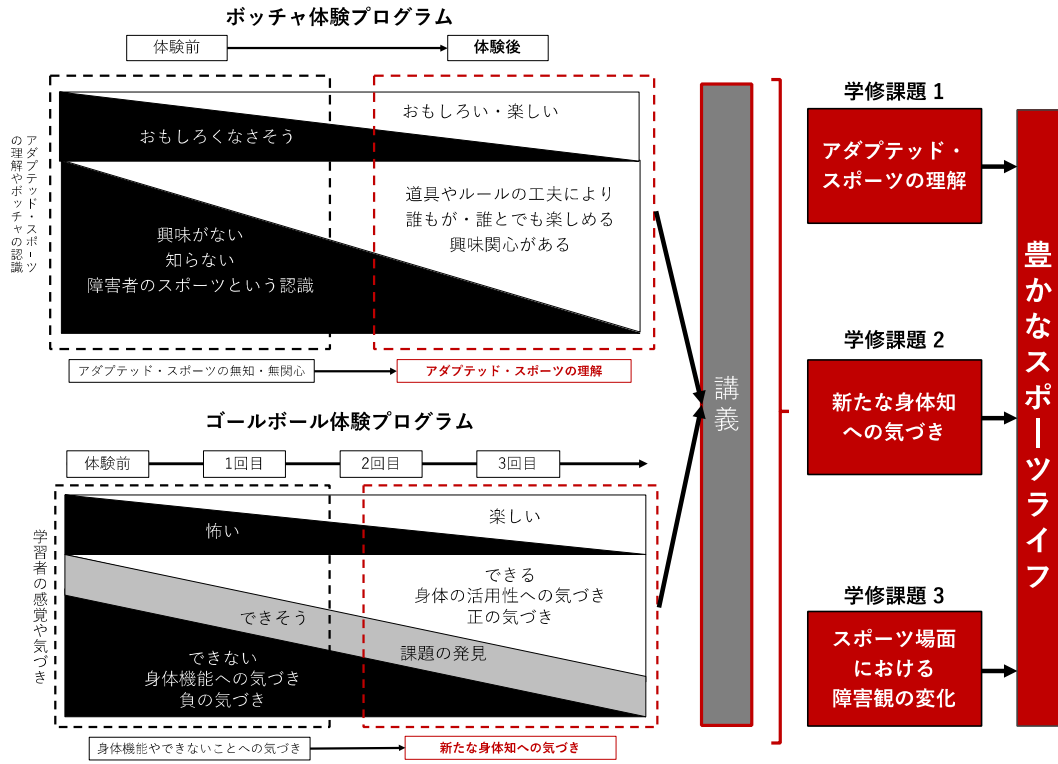 ボッチャ体験プログラム
体験前
体験後
アダプテッド・スポーツ
の理解やボッチャの認識
おもしろくなさそう
おもしろい・楽しい
興味がない
知らない
障害者のスポーツという認識
道具やルールの工夫により
誰もが・誰とでも楽しめる
興味関心がある
アダプテッド・スポーツの無知・無関心
アダプテッド・スポーツの理解
ゴールボール体験プログラム
体験前
1回目
2回目
3回目
学習者の感覚や気づき
怖い
楽しい
できそう
できない
身体機能への気づき
負の気づき
できる
身体の活用性への気づき
正の気づき
課題の発見
身体機能やできないことへの気づき
新たな身体知への気づき
講義
学修課題 1
アダプテッド・
スポーツの理解
学修課題 2
新たな身体知
への気づき
学修課題 3
スポーツ場面
における
障害観の変化
豊かなスポーツライフ